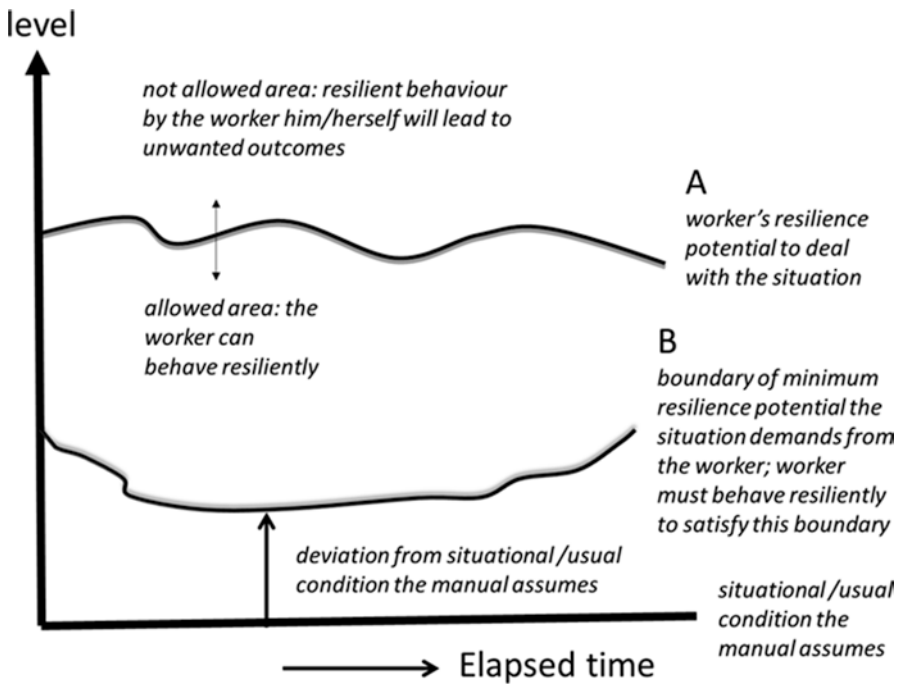 level
not allowed area: resilient behaviour
by the worker him/herself will lead to
unwanted outcomes
A
worker's resilience
potential to deal
with the situation
allowed area: the
worker can
behave resiliently
B
boundary of minimum
resilience potential the
situation demands from
the worker; worker
must behave resiliently
to satisfy this boundary
deviation from situational/usual
condition the manual assumes
situational/usual
condition the
manual assumes
Elapsed time